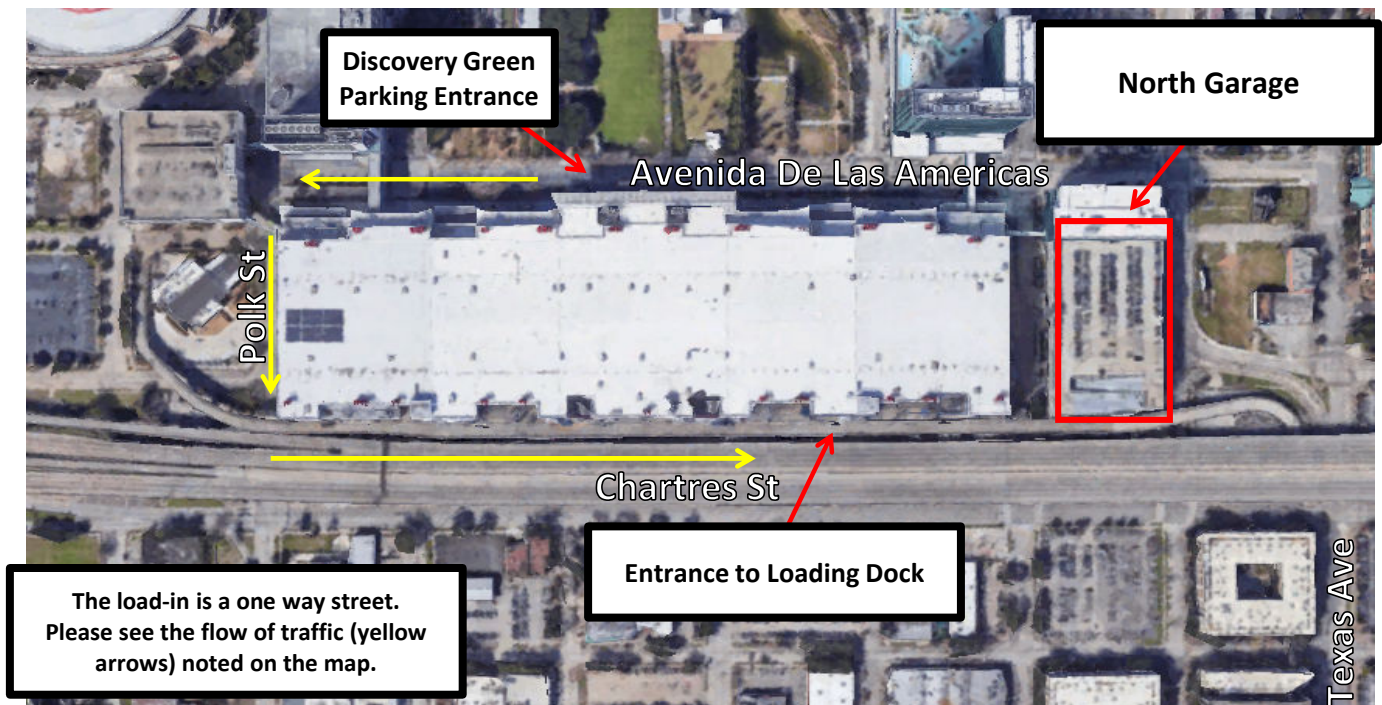 Discovery Green
Parking Entrance
North Garage
Avenida De Las Americas
Polk St
Chartres St
Entrance to Loading Dock
The load-in is a one way street.
Please see the flow of traffic (yellow
arrows) noted on the map.
Texas Ave